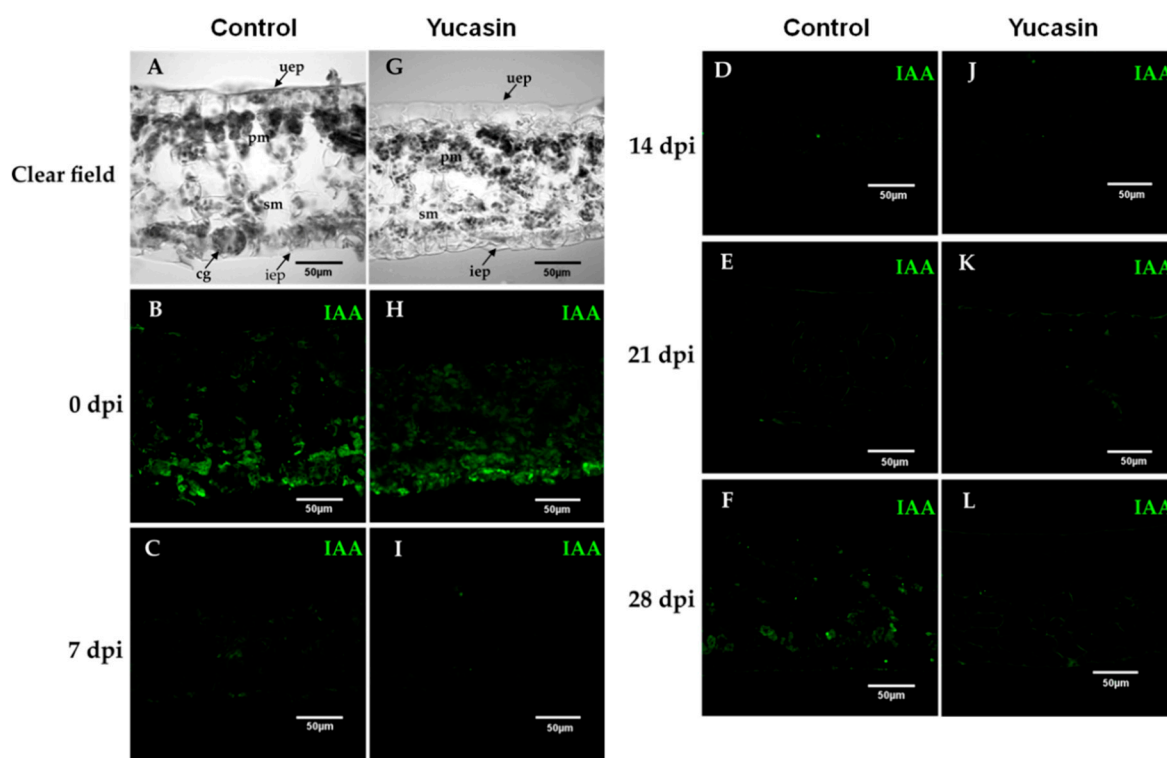 Control
Yucasin
Clear field
A
uep
pm
sm
cg
iep
50µm
G
uep
pm
sm
iep
50µm
0 dpi
B
IAA
50µm
H
IAA
50µm
7 dpi
C
IAA
50µm
I
IAA
50µm
Control
Yucasin
14 dpi
D
IAA
50µm
J
IAA
50µm
21 dpi
E
IAA
50µm
K
IAA
50µm
28 dpi
F
IAA
50µm
L
IAA
50µm